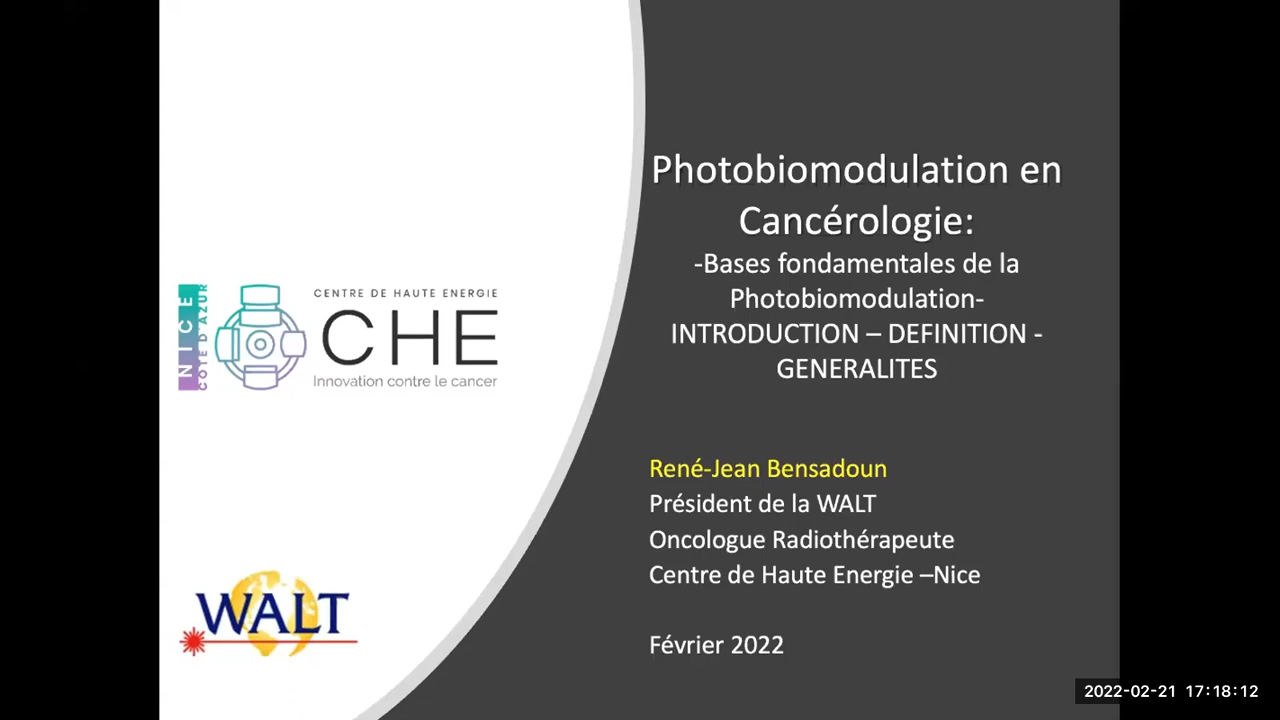 Photobiomodulation en
Cancérologie:
-Bases fondamentales de la
Photobiomodulation-
INTRODUCTION – DEFINITION -
GENERALITES
NICE
CÔTE D'AZUR
CENTRE DE HAUTE ENERGIE
CHE
Innovation contre le cancer
René-Jean Bensadoun
Président de la WALT
Oncologue Radiothérapeute
Centre de Haute Energie –Nice
WALT
Février 2022
2022-02-21 17:18:12